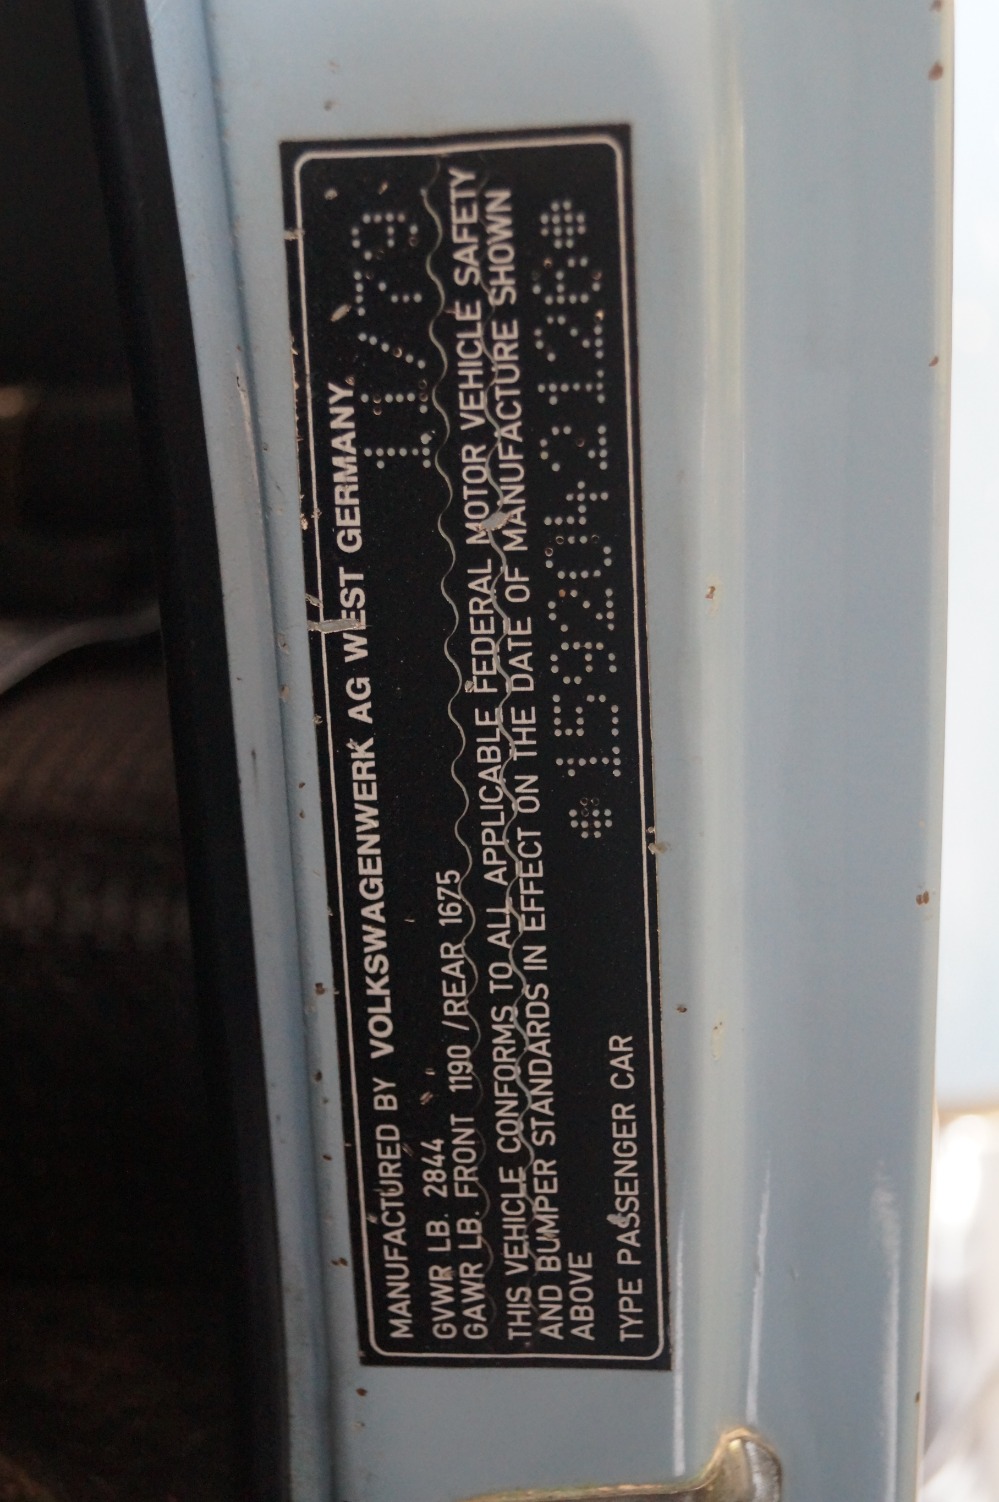 MANUFACTURED BY VOLKSWAGENWERK AG WEST GERMANY
11/79
GVWR LB. 2844
GAWR LB. FRONT 1190 /REAR 1675
THIS VEHICLE CONFORMS TO ALL APPLICABLE FEDERAL MOTOR VEHICLE SAFETY
AND BUMPER STANDARDS IN EFFECT ON THE DATE OF MANUFACTURE SHOWN
ABOVE
*1592042128*
TYPE PASSENGER CAR